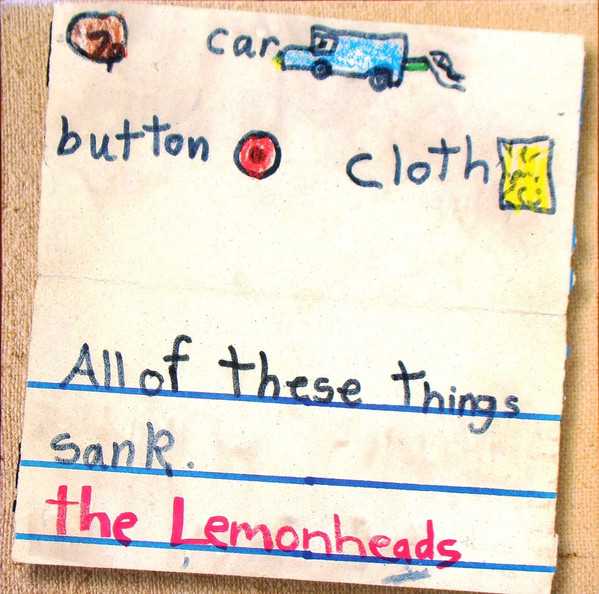 car
button cloth
All of these things
sank.
the Lemonheads